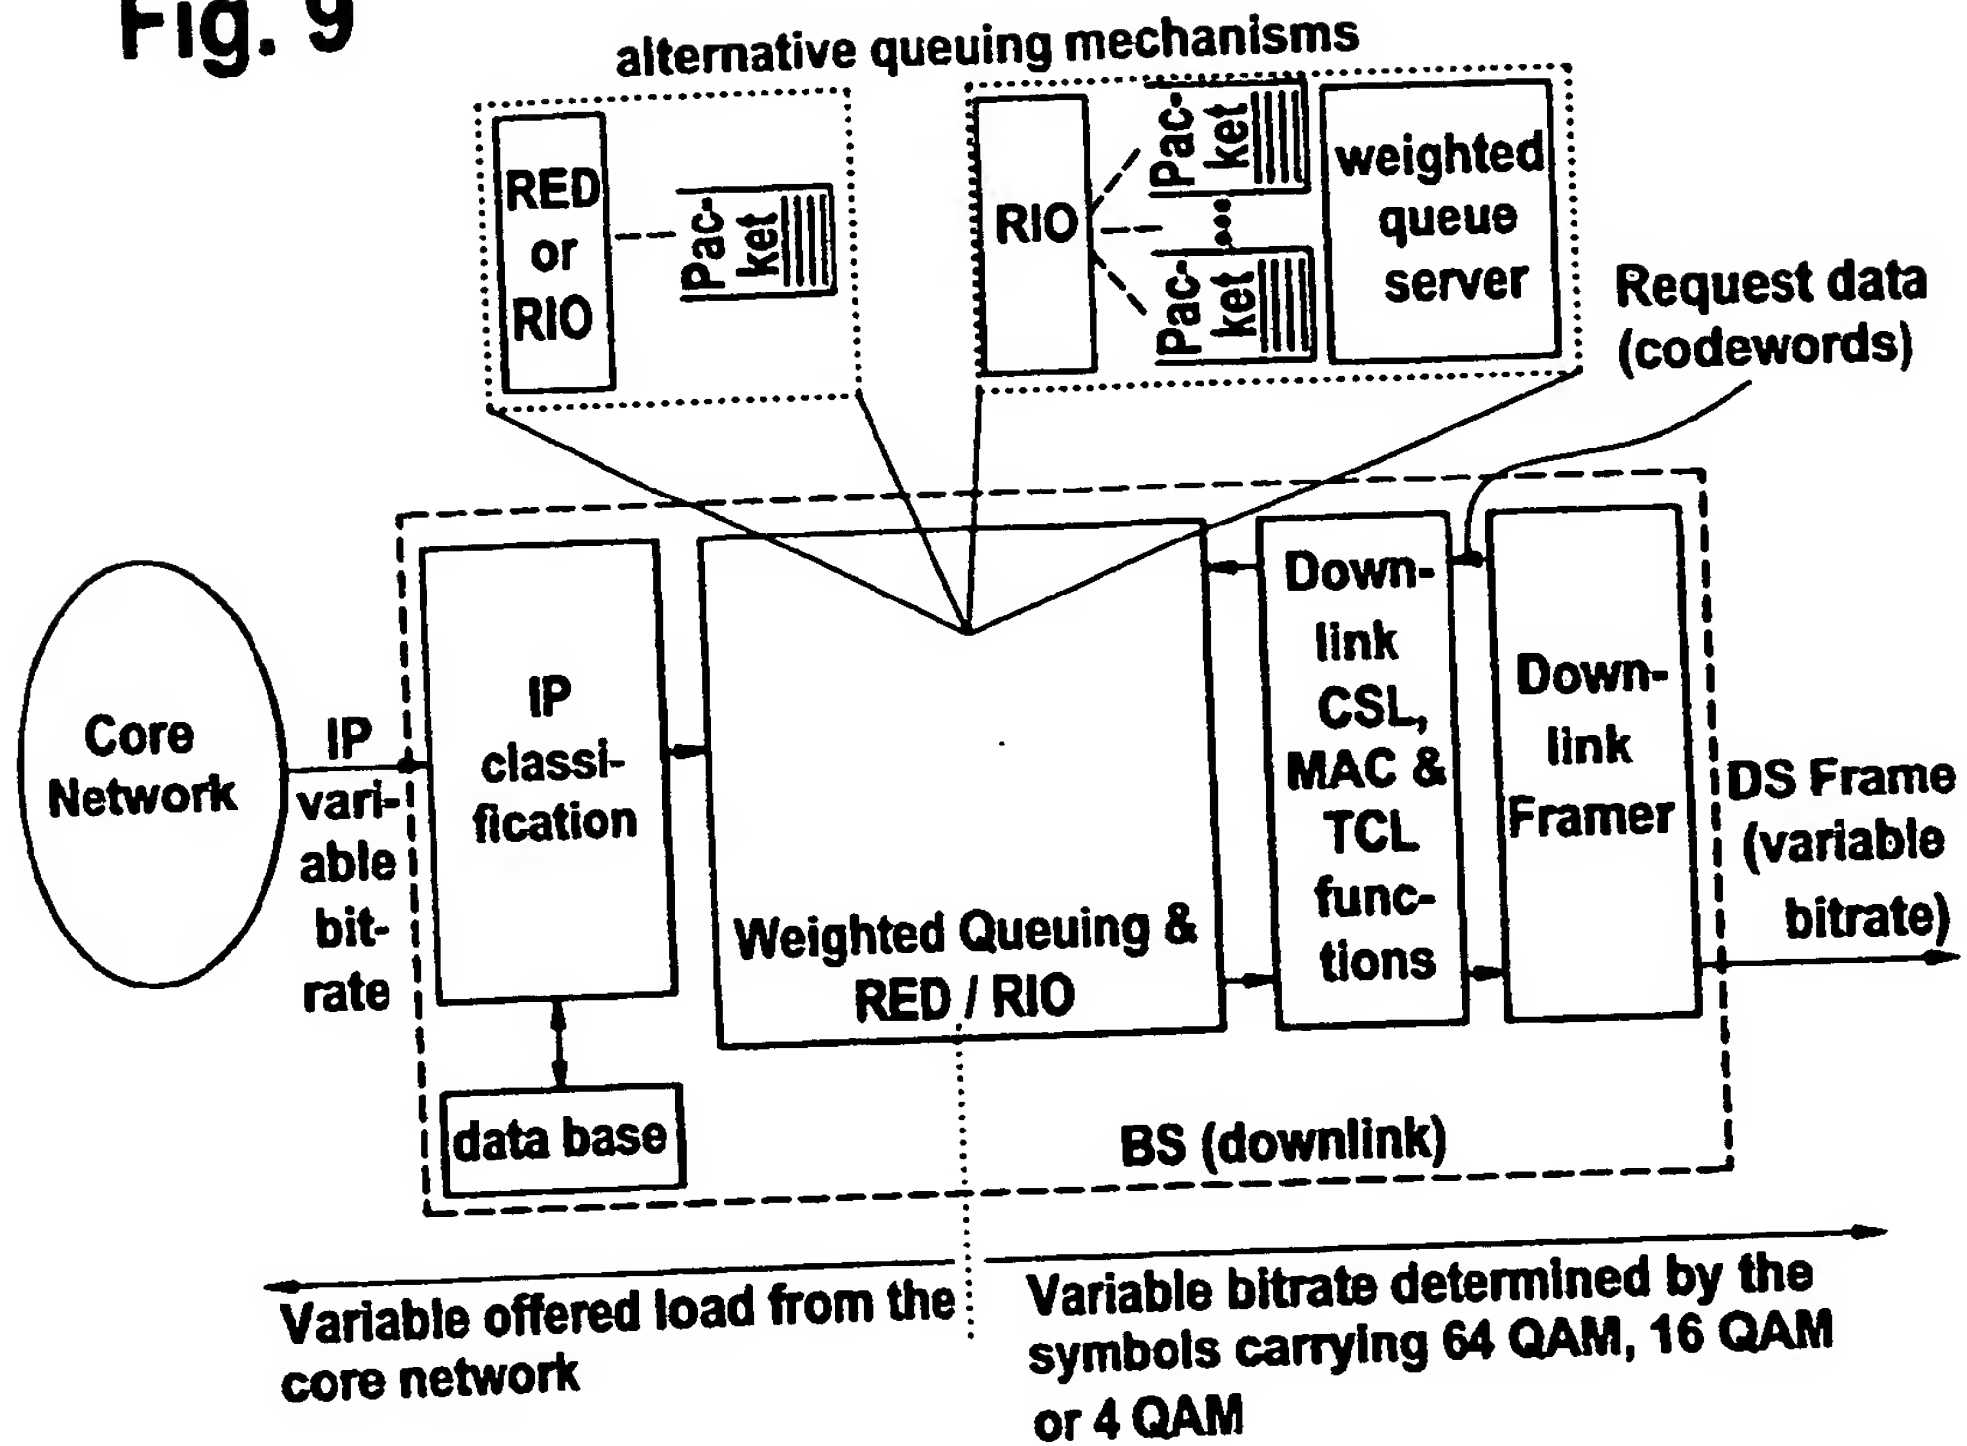 Fig. 9
alternative queuing mechanisms
RED
or
RIO
Pac-
ket
RIO
Pac-
ket
Pac-
ket
weighted
queue
server
Request data
(codewords)
Core
Network
IP
vari-
able
bit-
rate
IP
classi-
fication
data base
Weighted Queuing &
RED / RIO
Down-
link
CSL,
MAC &
TCL
func-
tions
Down-
link
Framer
DS Frame
(variable
bitrate)
BS (downlink)
Variable offered load from the
core network
Variable bitrate determined by the
symbols carrying 64 QAM, 16 QAM
or 4 QAM